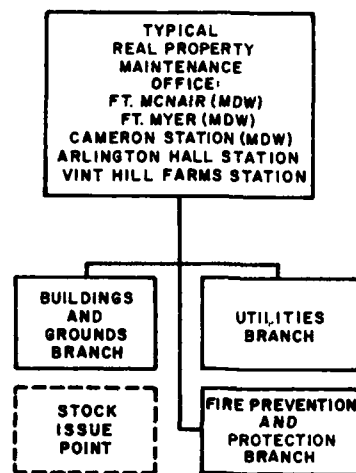 TYPICAL
REAL PROPERTY
MAINTENANCE
OFFICE:
FT. MCNAIR (MDW)
FT. MYER (MDW)
CAMERON STATION (MDW)
ARLINGTON HALL STATION
VINT HILL FARMS STATION
BUILDINGS
AND
GROUNDS
BRANCH
UTILITIES
BRANCH
STOCK
ISSUE
POINT
FIRE PREVENTION
AND
PROTECTION
BRANCH